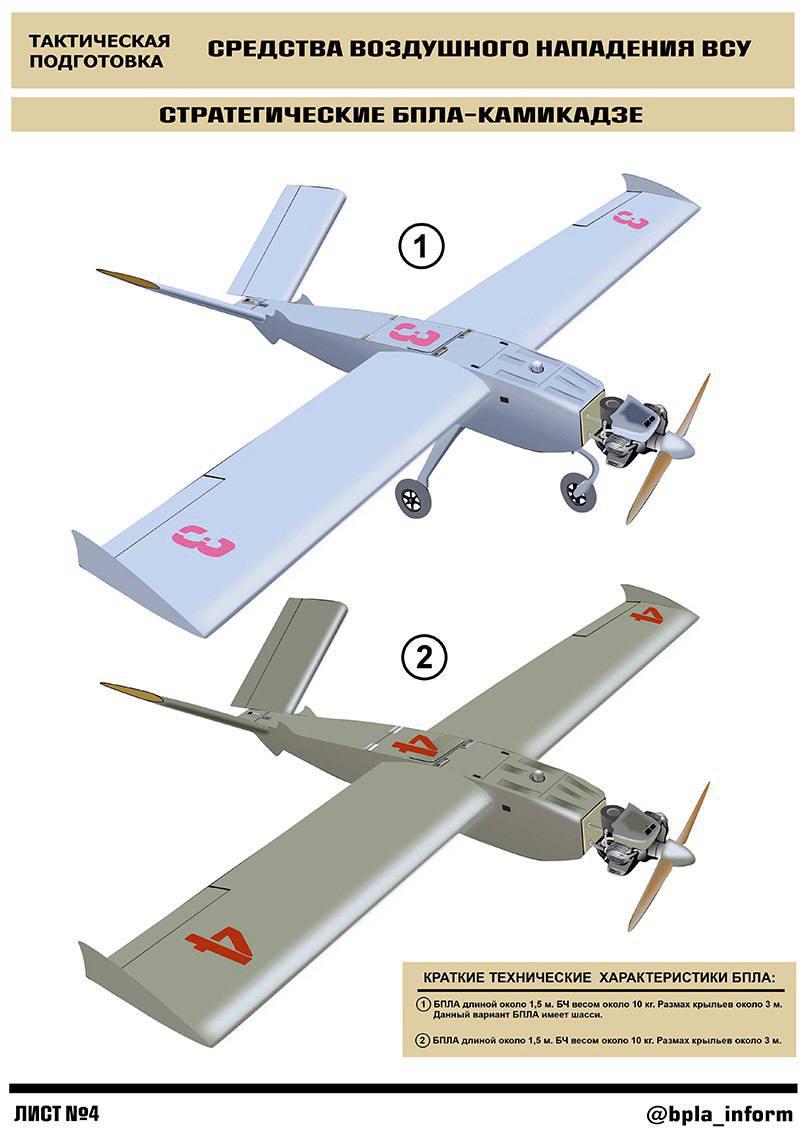 ТАКТИЧЕСКАЯ
ПОДГОТОВКА
СРЕДСТВА ВОЗДУШНОГО НАПАДЕНИЯ ВСУ
СТРАТЕГИЧЕСКИЕ БПЛА-КАМИКАДЗЕ
1
3
3
3
2
4
4
4
КРАТКИЕ ТЕХНИЧЕСКИЕ ХАРАКТЕРИСТИКИ БПЛА:
1 БПЛА длиной около 1,5 м. БЧ весом около 10 кг. Размах крыльев около 3 м.
Данный вариант БПЛА имеет шасси.
2 БПЛА длиной около 1,5 м. БЧ весом около 10 кг. Размах крыльев около 3 м.
ЛИСТ №4
@bpla_inform